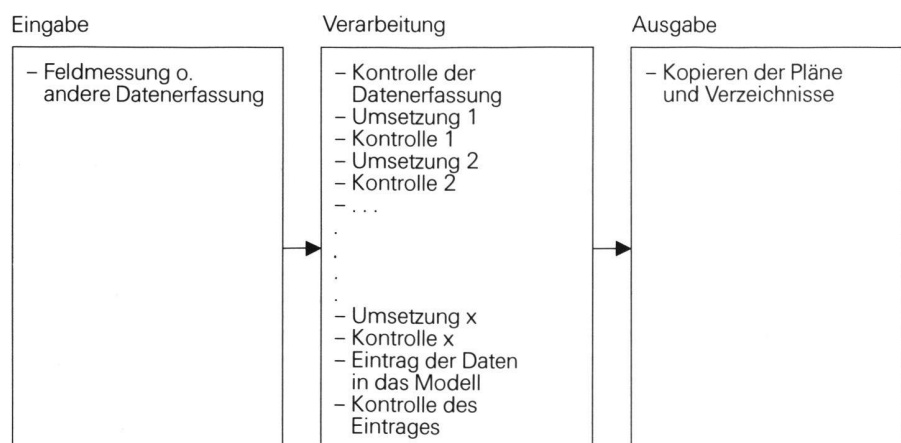 Eingabe
– Feldmessung o.
andere Datenerfassung
Verarbeitung
– Kontrolle der
Datenerfassung
– Umsetzung 1
– Kontrolle 1
– Umsetzung 2
– Kontrolle 2
– . . .
.
.
.
.
– Umsetzung x
– Kontrolle x
– Eintrag der Daten
in das Modell
– Kontrolle des
Eintrages
Ausgabe
– Kopieren der Pläne
und Verzeichnisse